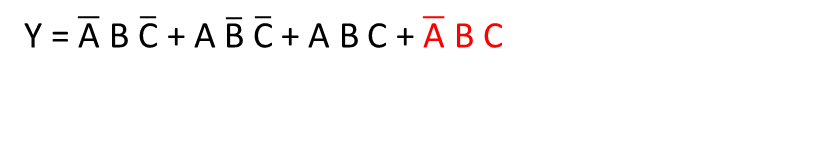 Y = A̅ B C̅ + A B̅ C̅ + A B C + A̅ B C